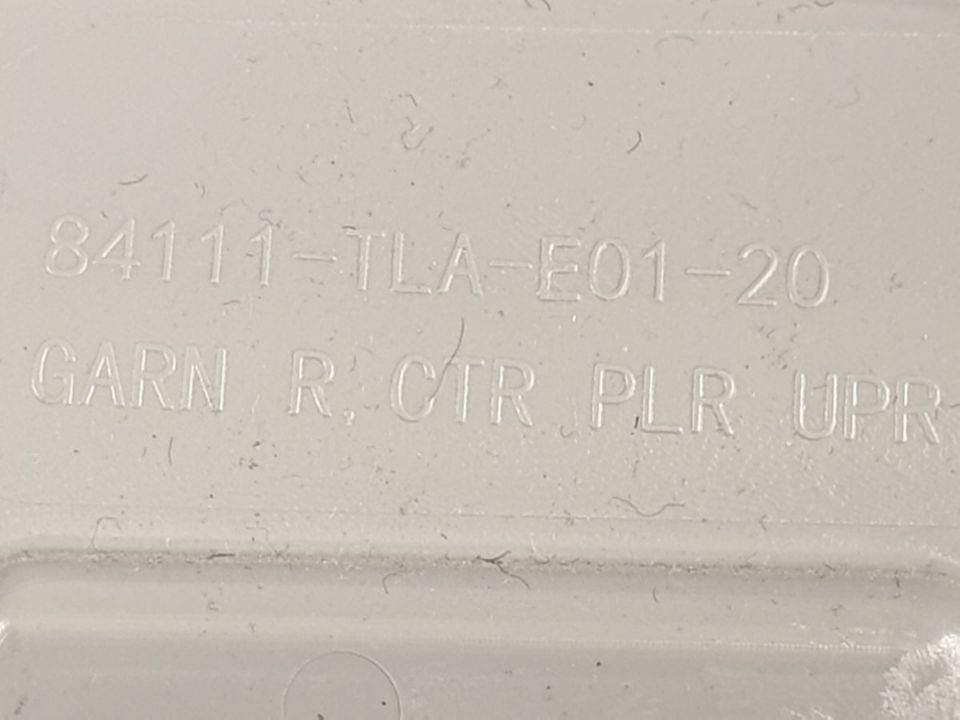 84111-TLA-E01-20
GARN R, CTR PLR UPR